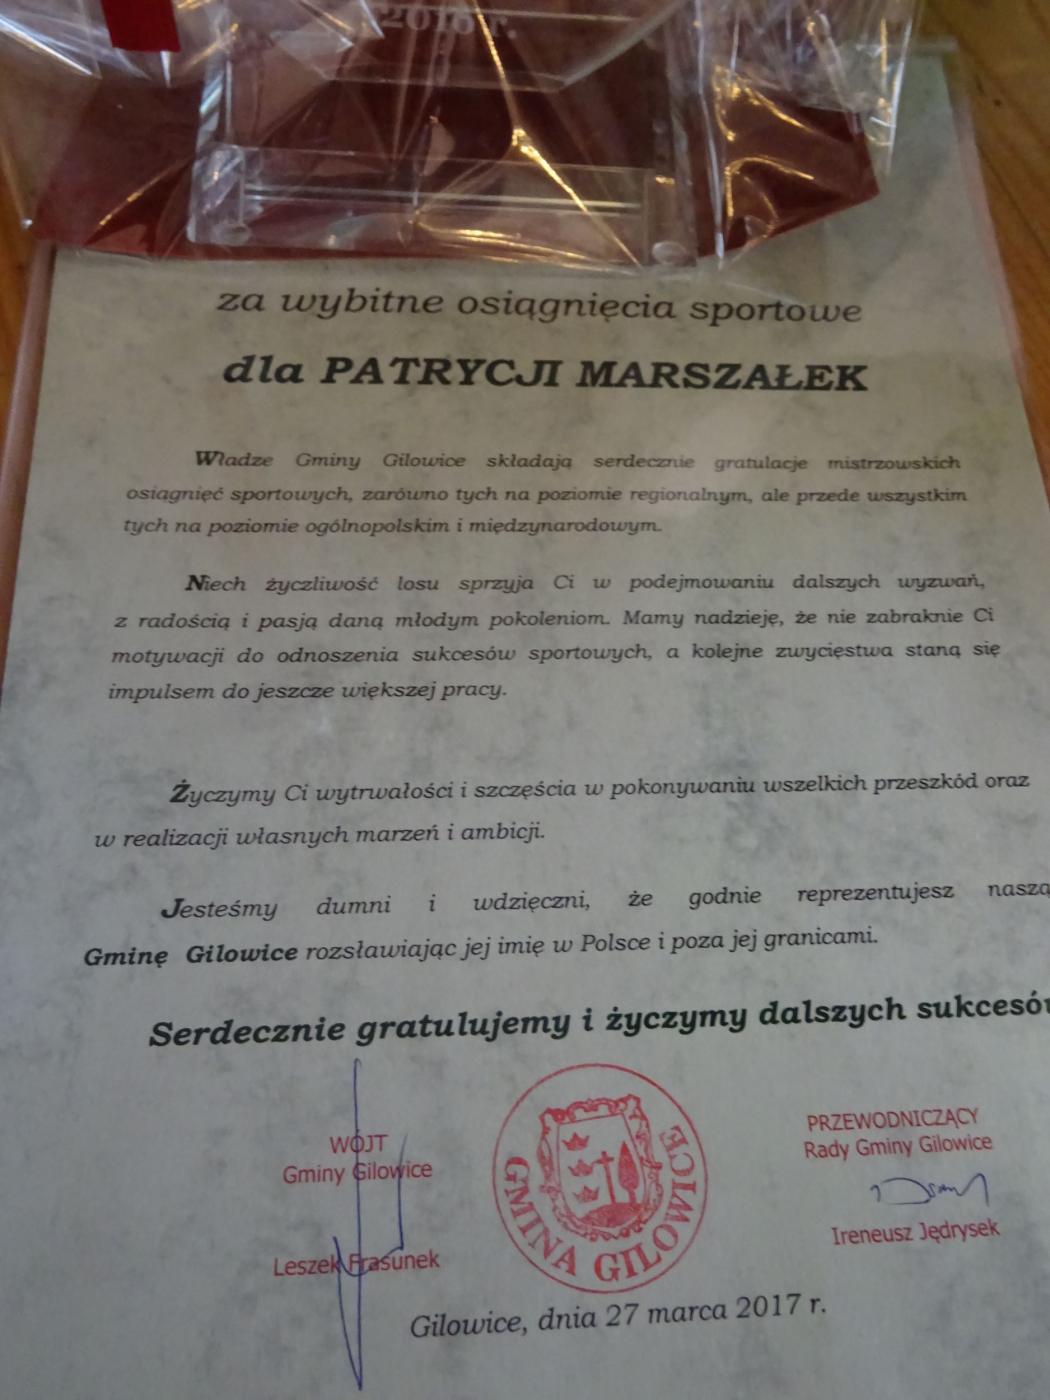 2016 r.
za wybitne osiągnięcia sportowe
dla PATRYCJI MARSZAŁEK
Władze Gminy Gilowice składają serdecznie gratulacje mistrzowskich
osiągnięć sportowych, zarówno tych na poziomie regionalnym, ale przede wszystkim
tych na poziomie ogólnopolskim i międzynarodowym.
Niech życzliwość losu sprzyja Ci w podejmowaniu dalszych wyzwań,
z radością i pasją daną młodym pokoleniom. Mamy nadzieję, że nie zabraknie Ci
motywacji do odnoszenia sukcesów sportowych, a kolejne zwycięstwa staną się
impulsem do jeszcze większej pracy.
Życzymy Ci wytrwałości i szczęścia w pokonywaniu wszelkich przeszkód oraz
w realizacji własnych marzeń i ambicji.
Jesteśmy dumni i wdzięczni, że godnie reprezentujesz naszą
Gminę Gilowice rozsławiając jej imię w Polsce i poza jej granicami.
Serdecznie gratulujemy i życzymy dalszych sukcesó
WÓJT
Gminy Gilowice
Leszek Frasunek
GMINA GILOWICE
PRZEWODNICZĄCY
Rady Gminy Gilowice
Ireneusz Jędrysek
Gilowice, dnia 27 marca 2017 r.